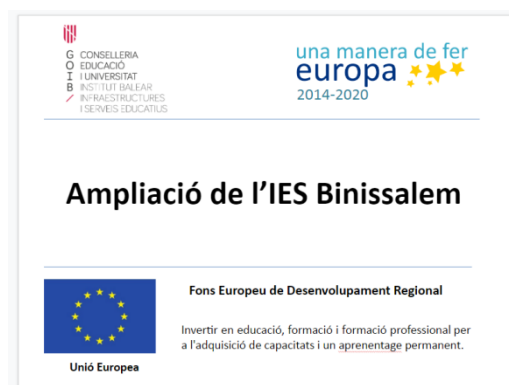 G CONSELLERIA
O EDUCACIÓ
I I UNIVERSITAT
B INSTITUT BALEAR
/ INFRAESTRUCTURES
I SERVEIS EDUCATIUS
una manera de fer
europa
2014-2020
Ampliació de l'IES Binissalem
Fons Europeu de Desenvolupament Regional
Invertir en educació, formació i formació professional per
a l'adquisició de capacitats i un aprenentage permanent.
Unió Europea